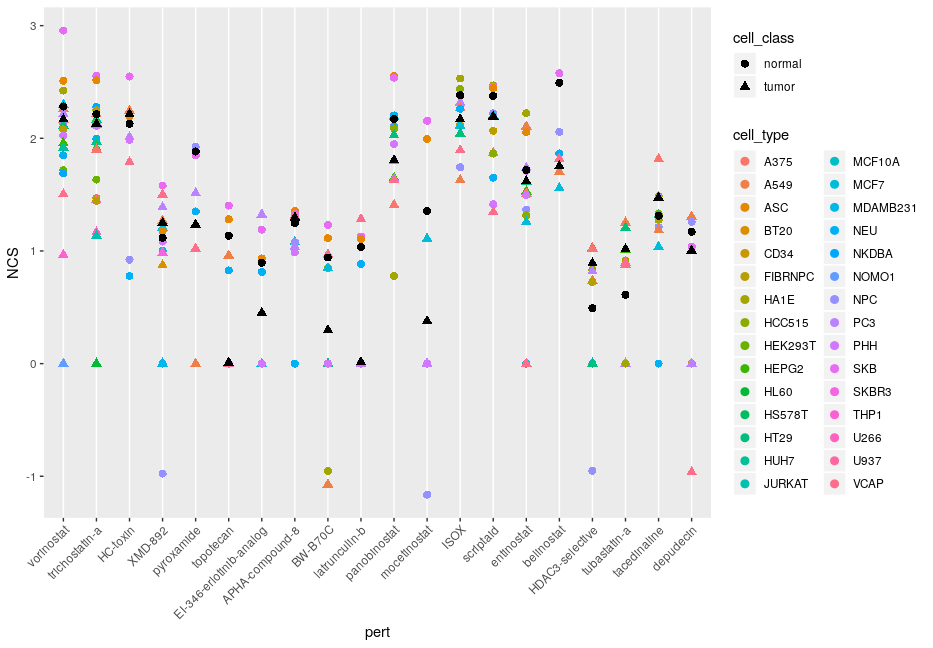 3
2
1
0
-1
NCS
vorinostat
trichostatin-a
HC-toxin
XMD-892
pyroxamide
topotecan
EI-346-erlotinib-analog
APHA-compound-8
BW-B70C
latrunculin-b
panobinostat
mocetinostat
ISOX
scriptaid
entinostat
belinostat
HDAC3-selective
tubastatin-a
tacedinaline
depudecin
pert
cell_class
normal
tumor
cell_type
A375
A549
ASC
BT20
CD34
FIBRNPC
HA1E
HCC515
HEK293T
HEPG2
HL60
HS578T
HT29
HUH7
JURKAT
MCF10A
MCF7
MDAMB231
NEU
NKDBA
NOMO1
NPC
PC3
PHH
SKB
SKBR3
THP1
U266
U937
VCAP